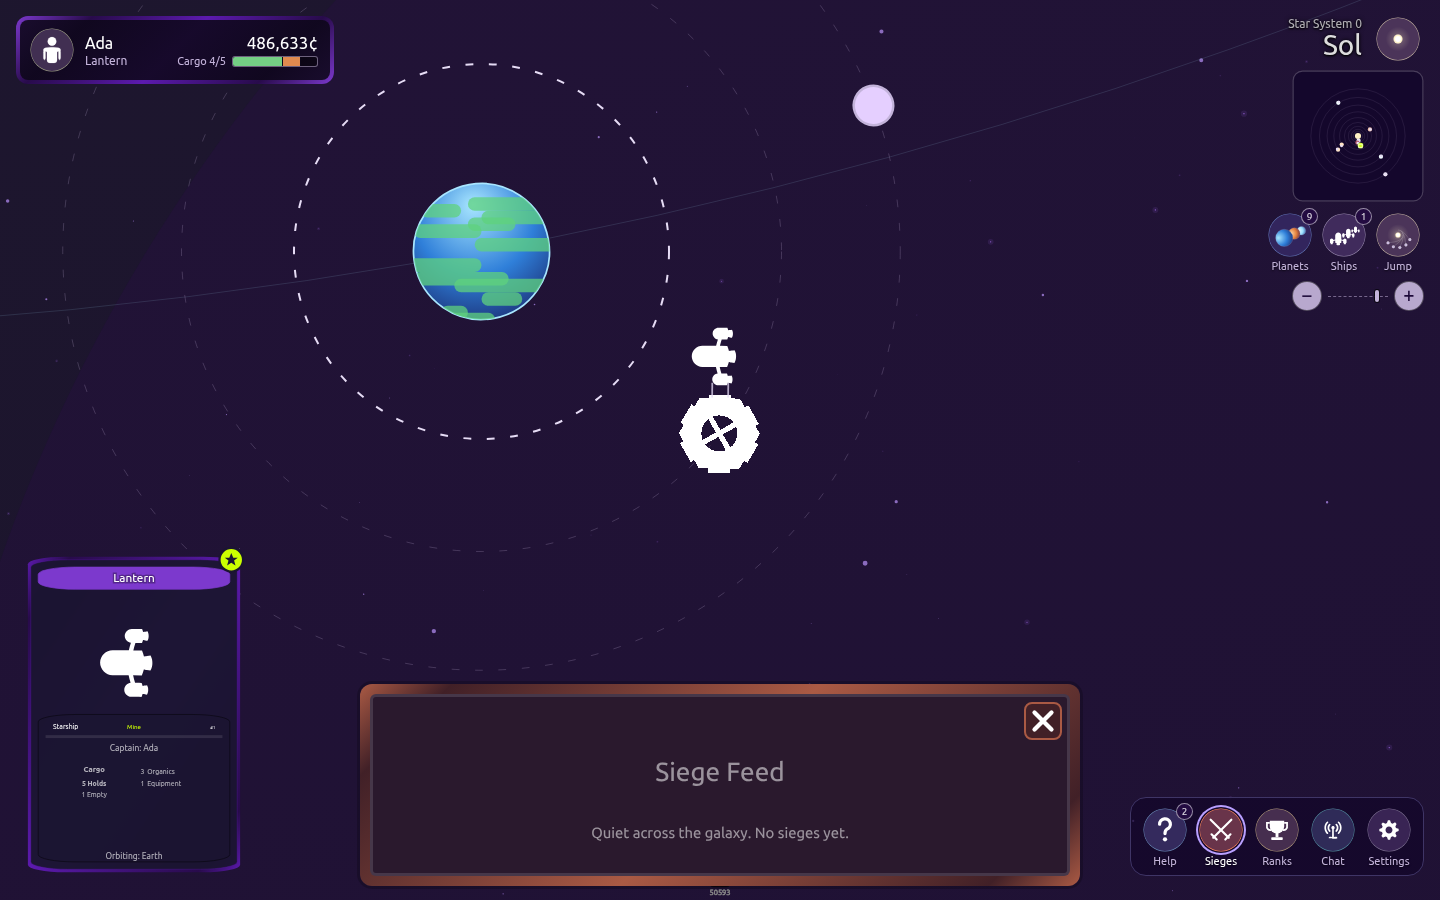 Ada
486,633¢
Lantern
Cargo 4/5
Star System 0
Sol
9
1
Planets
Ships
Jump
Lantern
Starship
Mine
#1
Captain: Ada
Cargo
5 Holds
1 Empty
3 Organics
1 Equipment
Orbiting: Earth
Siege Feed
Quiet across the galaxy. No sieges yet.
2
Help
Sieges
Ranks
Chat
Settings
50593